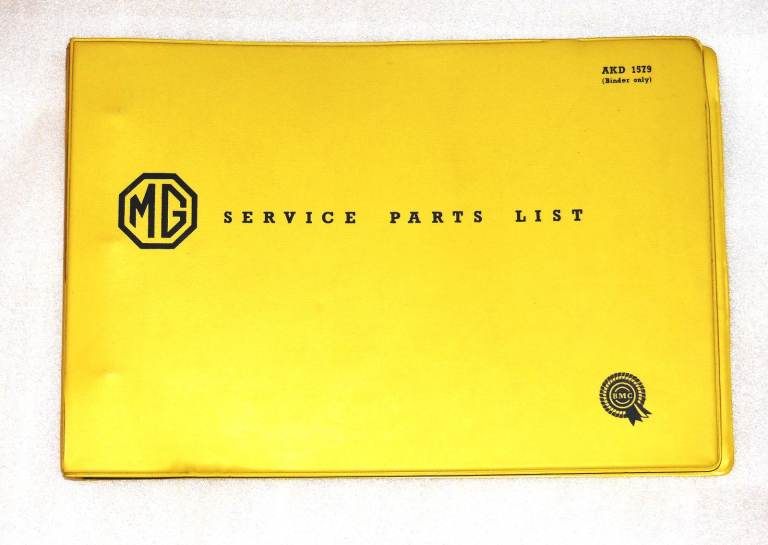 AKD 1579
(Binder only)
MG SERVICE PARTS LIST
BMC